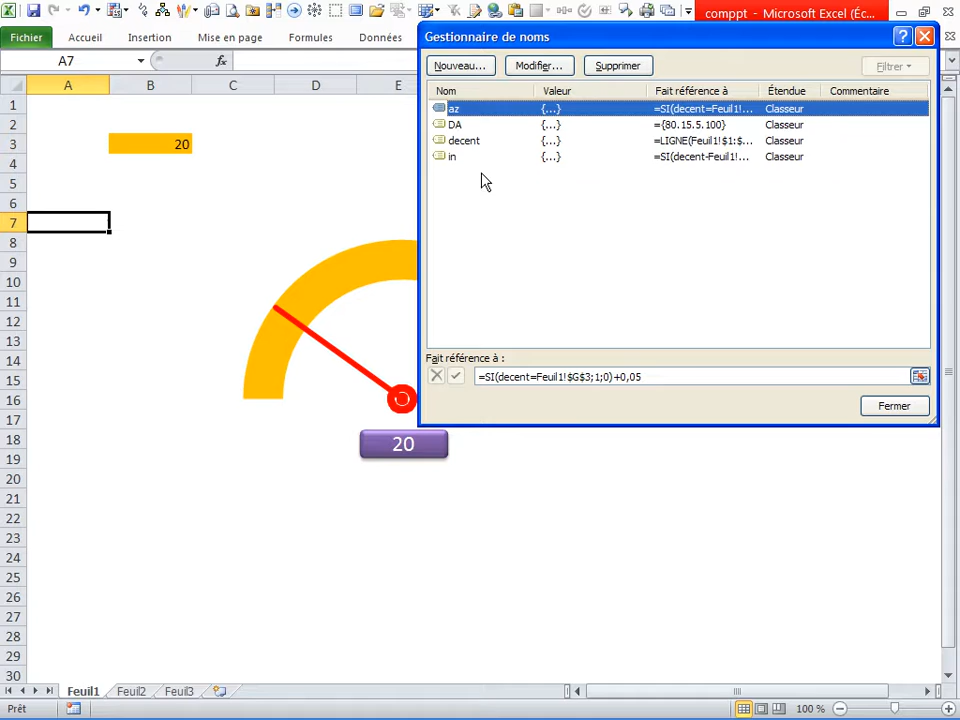 comppt - Microsoft Excel (Éc...
Fichier Accueil Insertion Mise en page Formules Données
A7 fx
A B C D E
1
2
3 20
4
5
6
7
8
9
10
11
12
13
14
15
16
17
18
19
20
21
22
23
24
25
26
27
28
29
30
20
Gestionnaire de noms
Nouveau... Modifier... Supprimer Filtrer
Nom Valeur Fait référence à Étendue Commentaire
az {...} =SI(decent=Feuil1!... Classeur
DA ={80.15.5.100} Classeur
decent {...} =LIGNE(Feuil1!$1:$... Classeur
in {...} =SI(decent-Feuil1!... Classeur
Fait référence à :
=SI(decent=Feuil1!$G$3;1;0)+0,05
Fermer
Feuil1 Feuil2 Feuil3
Prêt 100 %